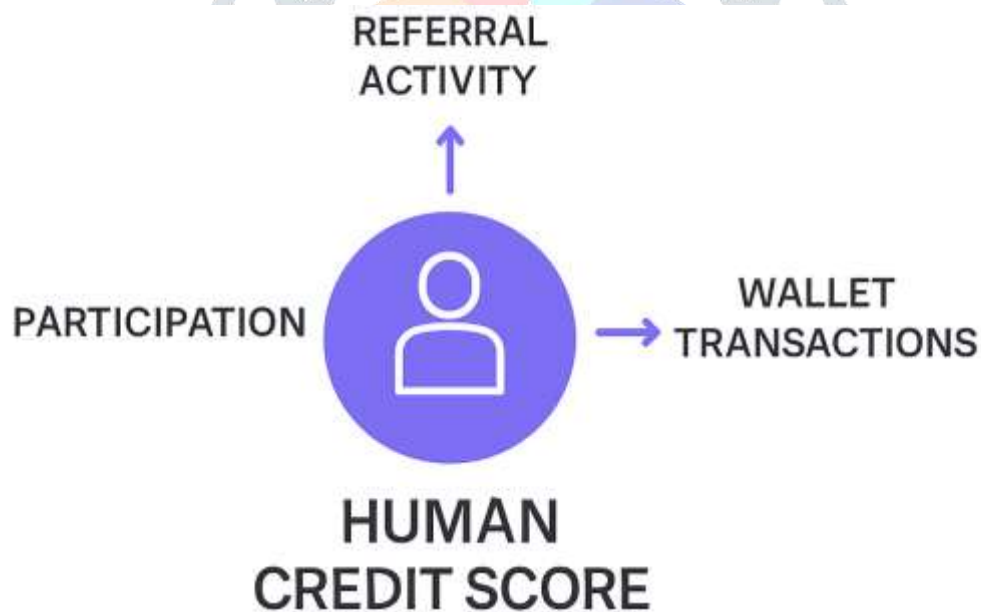 REFERRAL
ACTIVITY
PARTICIPATION
WALLET
TRANSACTIONS
HUMAN
CREDIT SCORE